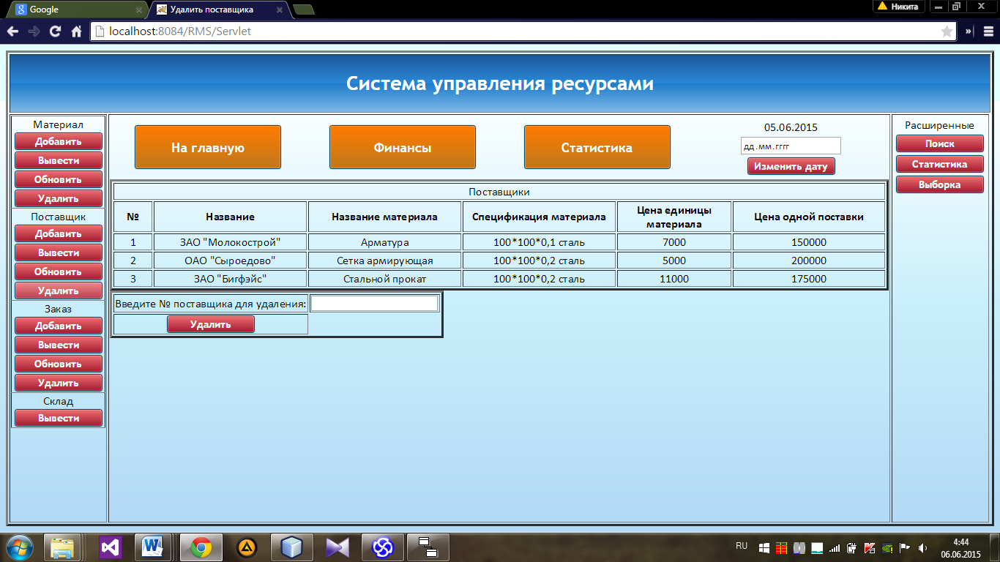 Google
Удалить поставщика
Никита
localhost:8084/RMS/Servlet
Система управления ресурсами
Материал
Добавить
Вывести
Обновить
Удалить
Поставщик
Добавить
Вывести
Обновить
Удалить
Заказ
Добавить
Вывести
Обновить
Удалить
Склад
Вывести
На главную
Финансы
Статистика
05.06.2015
дд.мм.гггг
Изменить дату
Поставщики
№ Название Название материала Спецификация материала Цена единицы материала Цена одной поставки
1 ЗАО "Молокострой" Арматура 100*100*0,1 сталь 7000 150000
2 ОАО "Сыроедово" Сетка армирующая 100*100*0,2 сталь 5000 200000
3 ЗАО "Бигфэйс" Стальной прокат 100*100*0,2 сталь 11000 175000
Введите № поставщика для удаления:
Удалить
Расширенные
Поиск
Статистика
Выборка
RU
4:44
06.06.2015